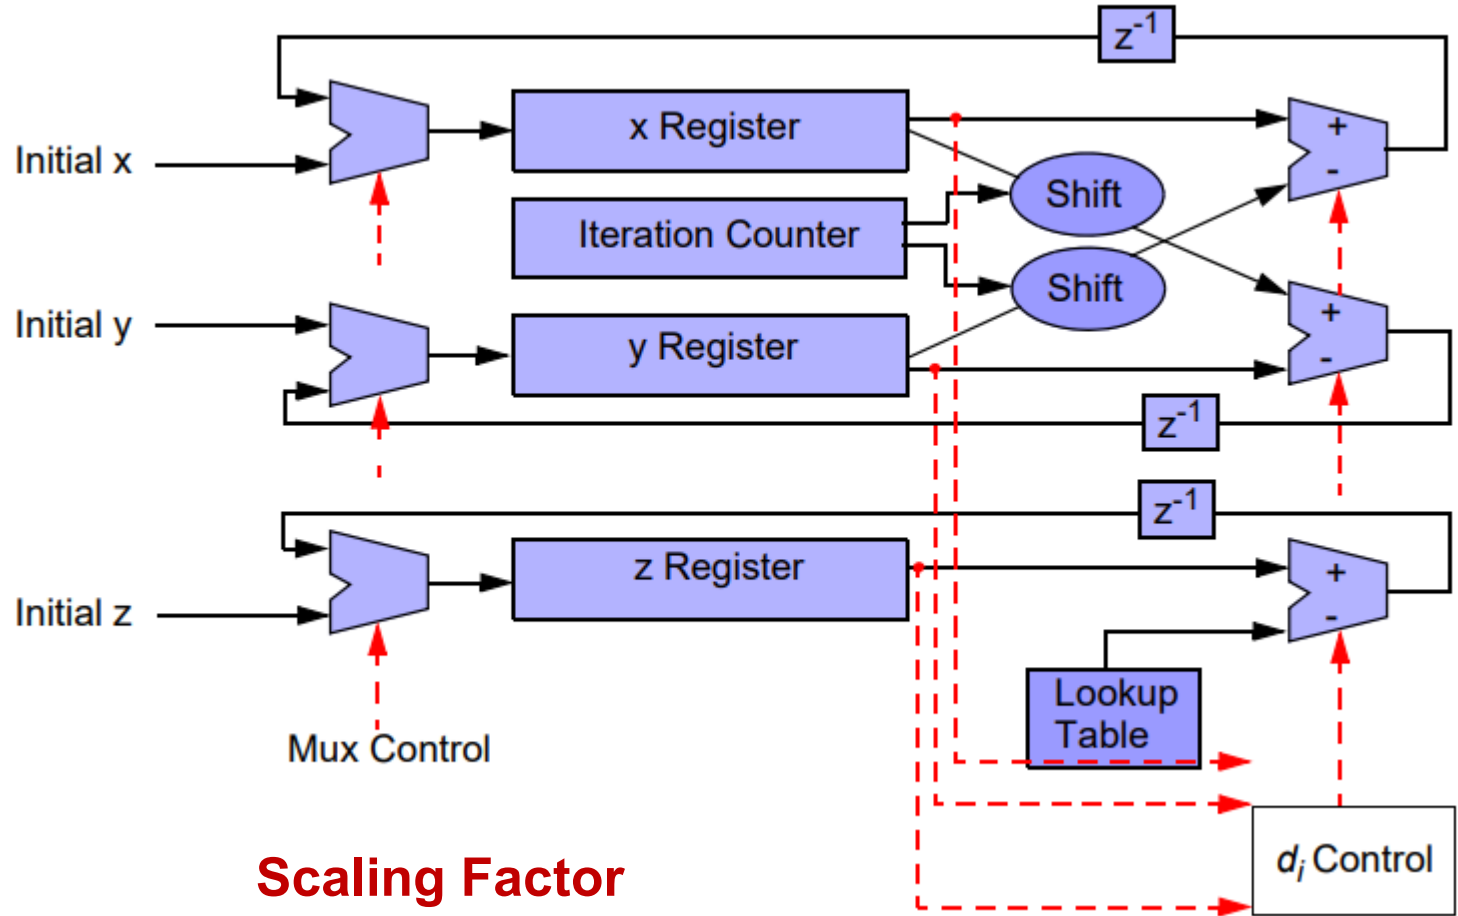 z-1
x Register
+
-
Initial x
Shift
Iteration Counter
Shift
Initial y
+
-
y Register
z-1
z-1
z Register
+
-
Initial z
Lookup
Table
Mux Control
di Control
Scaling Factor